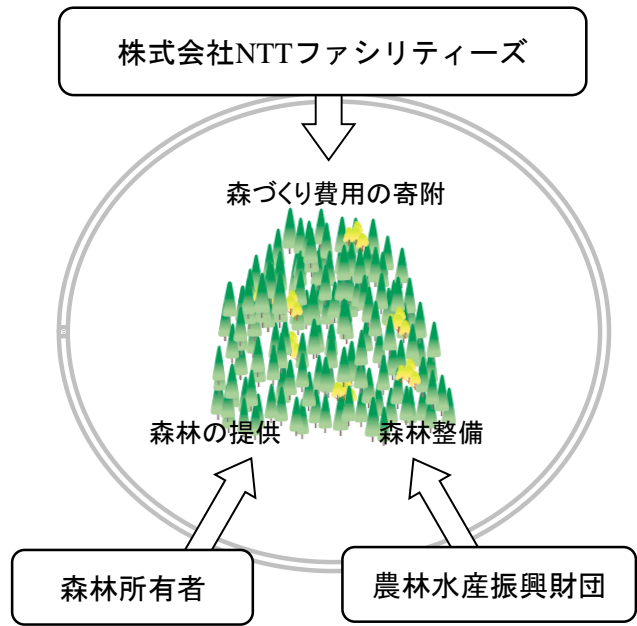 株式会社NTTファシリティーズ
森づくり費用の寄附
森林の提供
森林整備
森林所有者
農林水産振興財団